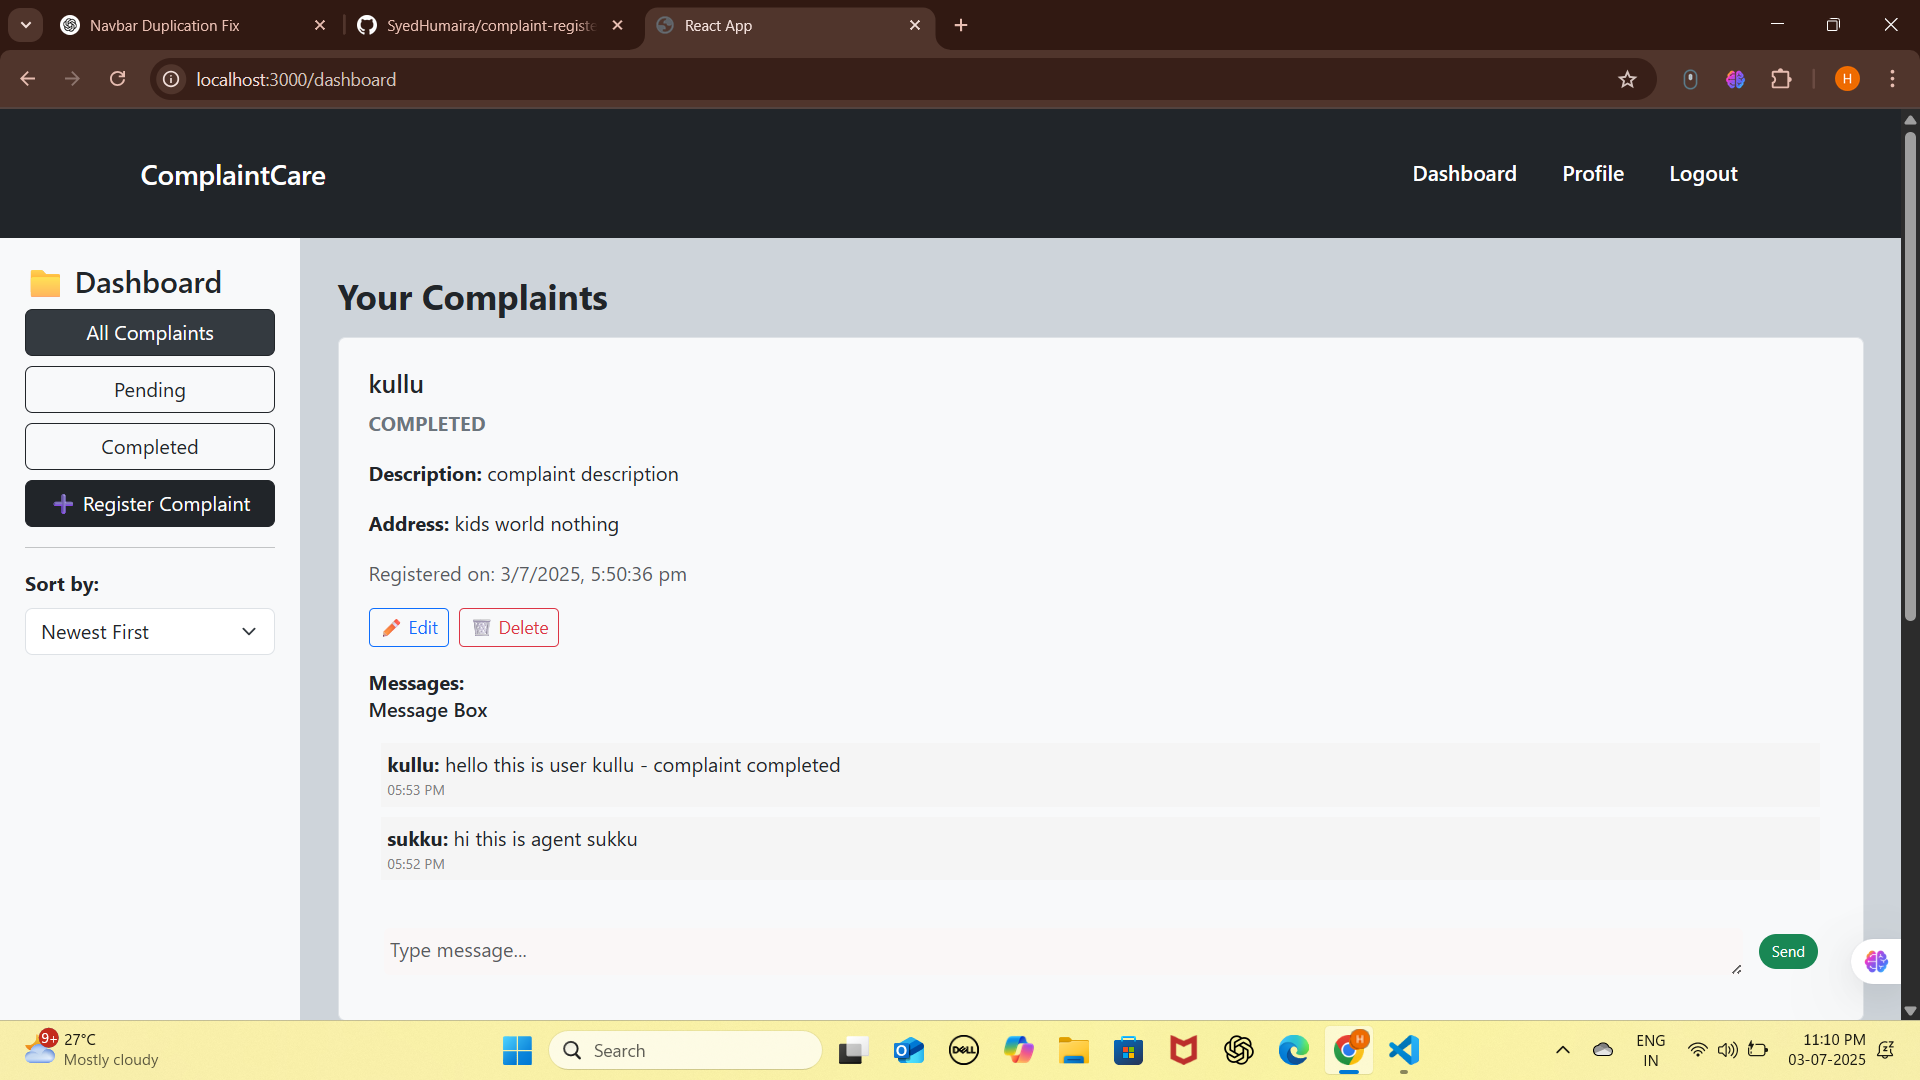 Navbar Duplication Fix
SyedHumaira/complaint-registe
React App
localhost:3000/dashboard
H
ComplaintCare
Dashboard
Profile
Logout
Dashboard
All Complaints
Pending
Completed
Register Complaint
Sort by:
Newest First
Your Complaints
kullu
COMPLETED
Description: complaint description
Address: kids world nothing
Registered on: 3/7/2025, 5:50:36 pm
Edit
Delete
Messages:
Message Box
kullu: hello this is user kullu - complaint completed
05:53 PM
sukku: hi this is agent sukku
05:52 PM
Type message...
Send
9+
27°C
Mostly cloudy
Search
DELL
H
ENG
IN
11:10 PM
03-07-2025